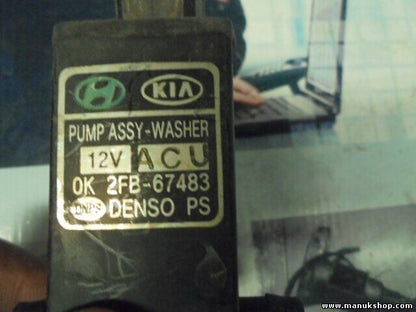 KIA
PUMP ASSY-WASHER
12V ACU
0K 2FB-67483
DENSO PS
www.manukshop.com